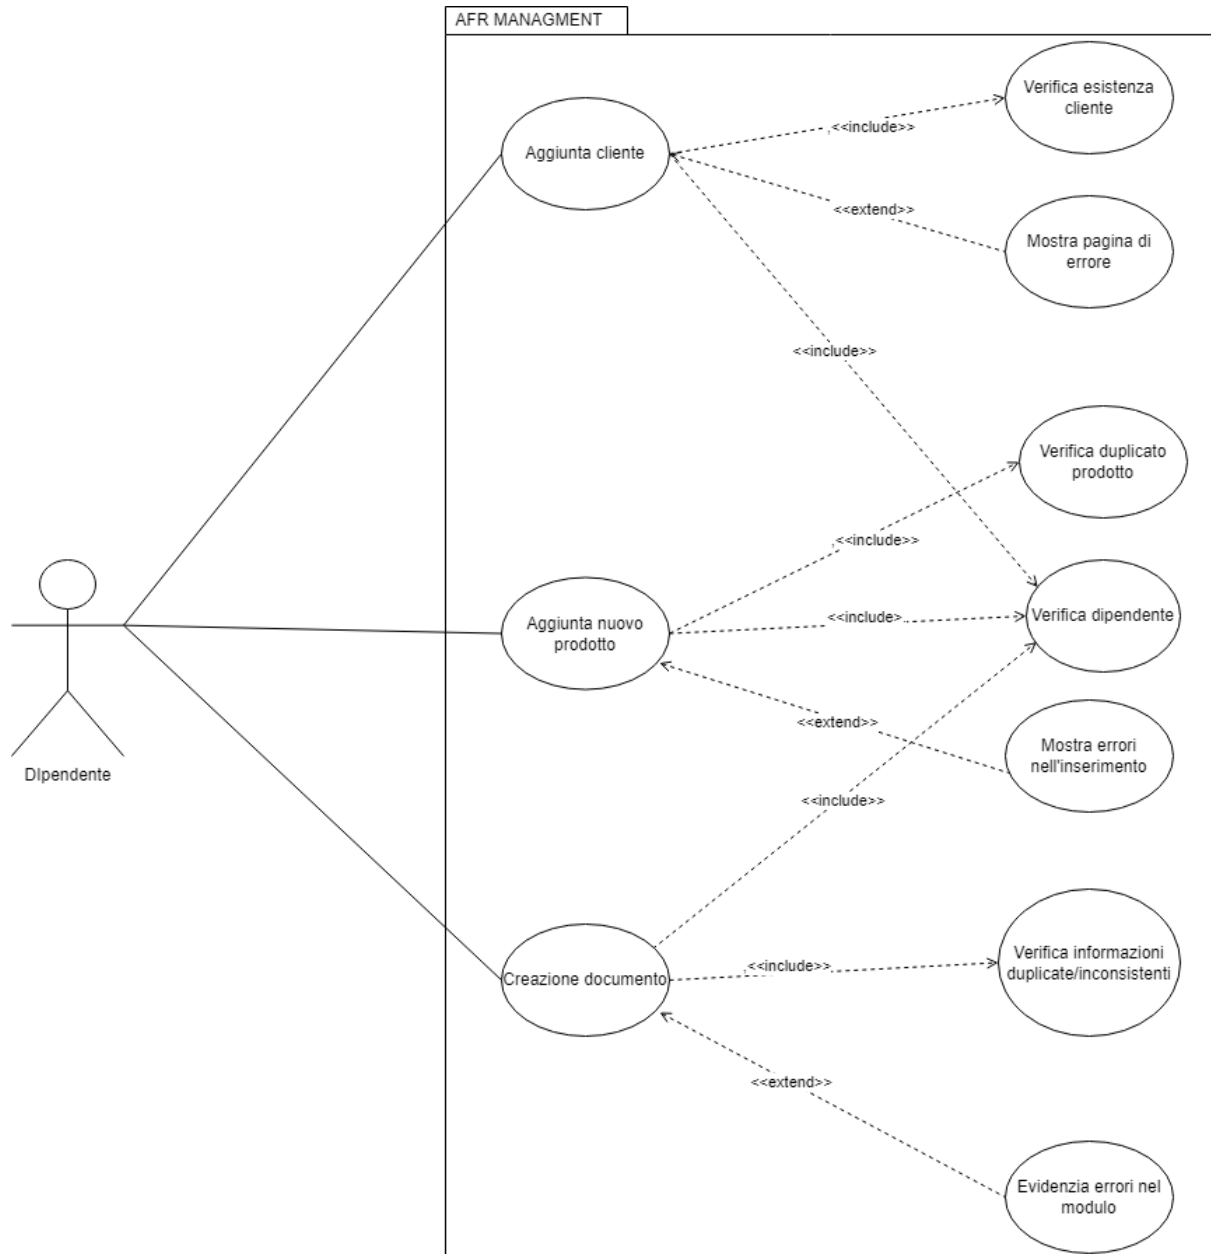 AFR MANAGMENT
Verifica esistenza
cliente
<<include>>
Aggiunta cliente
<<extend>>
Mostra pagina di
errore
<<include>>
Verifica duplicato
prodotto
<<include>>
Aggiunta nuovo
prodotto
<<include>
Verifica dipendente
<<extend>>
Mostra errori
nell'inserimento
DIpendente
<<include>>
Verifica informazioni
duplicate/inconsistenti
<<include>>
Creazione documento
<<extend>>
Evidenzia errori nel
modulo